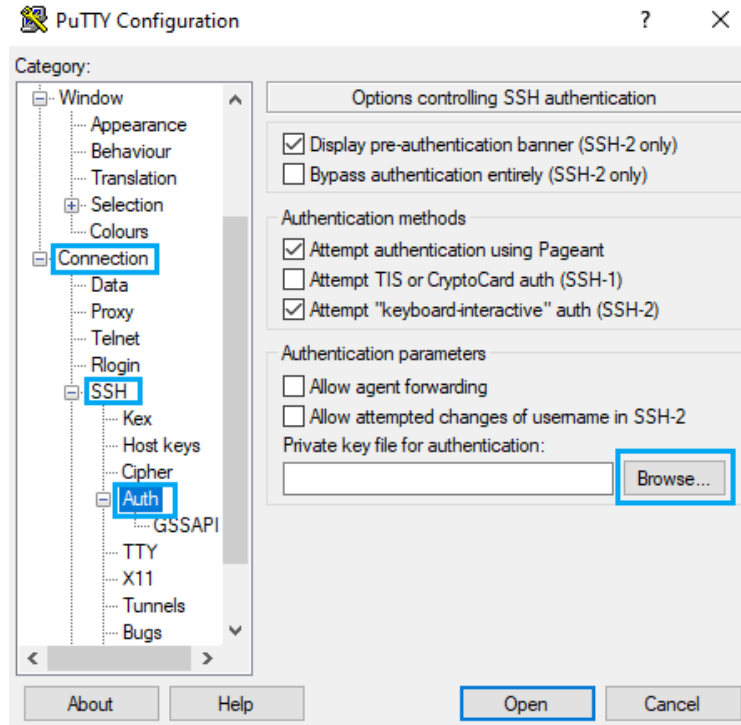 PuTTY Configuration
?
Category:
Window
Appearance
Behaviour
Translation
Selection
Colours
Connection
Data
Proxy
Telnet
Rlogin
SSH
Kex
Host keys
Cipher
Auth
GSSAPI
TTY
X11
Tunnels
Bugs
Options controlling SSH authentication
Display pre-authentication banner (SSH-2 only)
Bypass authentication entirely (SSH-2 only)
Authentication methods
Attempt authentication using Pageant
Attempt TIS or CryptoCard auth (SSH-1)
Attempt "keyboard-interactive" auth (SSH-2)
Authentication parameters
Allow agent forwarding
Allow attempted changes of username in SSH-2
Private key file for authentication:
Browse...
About
Help
Open
Cancel